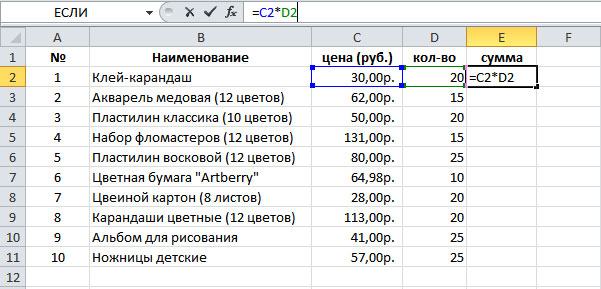 ЕСЛИ =C2*D2
A B C D E F
1 № Наименование цена (руб.) кол-во сумма
2 1 Клей-карандаш 30,00р. 20 =C2*D2
3 2 Акварель медовая (12 цветов) 62,00р. 15
4 3 Пластилин классика (10 цветов) 50,00р. 20
5 4 Набор фломастеров (12 цветов) 131,00р. 15
6 5 Пластилин восковой (12 цветов) 80,00р. 25
7 6 Цветная бумага "Artberry" 64,98р. 10
8 7 Цвеиной картон (8 листов) 28,00р. 20
9 8 Карандаши цветные (12 цветов) 113,00р. 20
10 9 Альбом для рисования 41,00р. 25
11 10 Ножницы детские 57,00р. 25
12